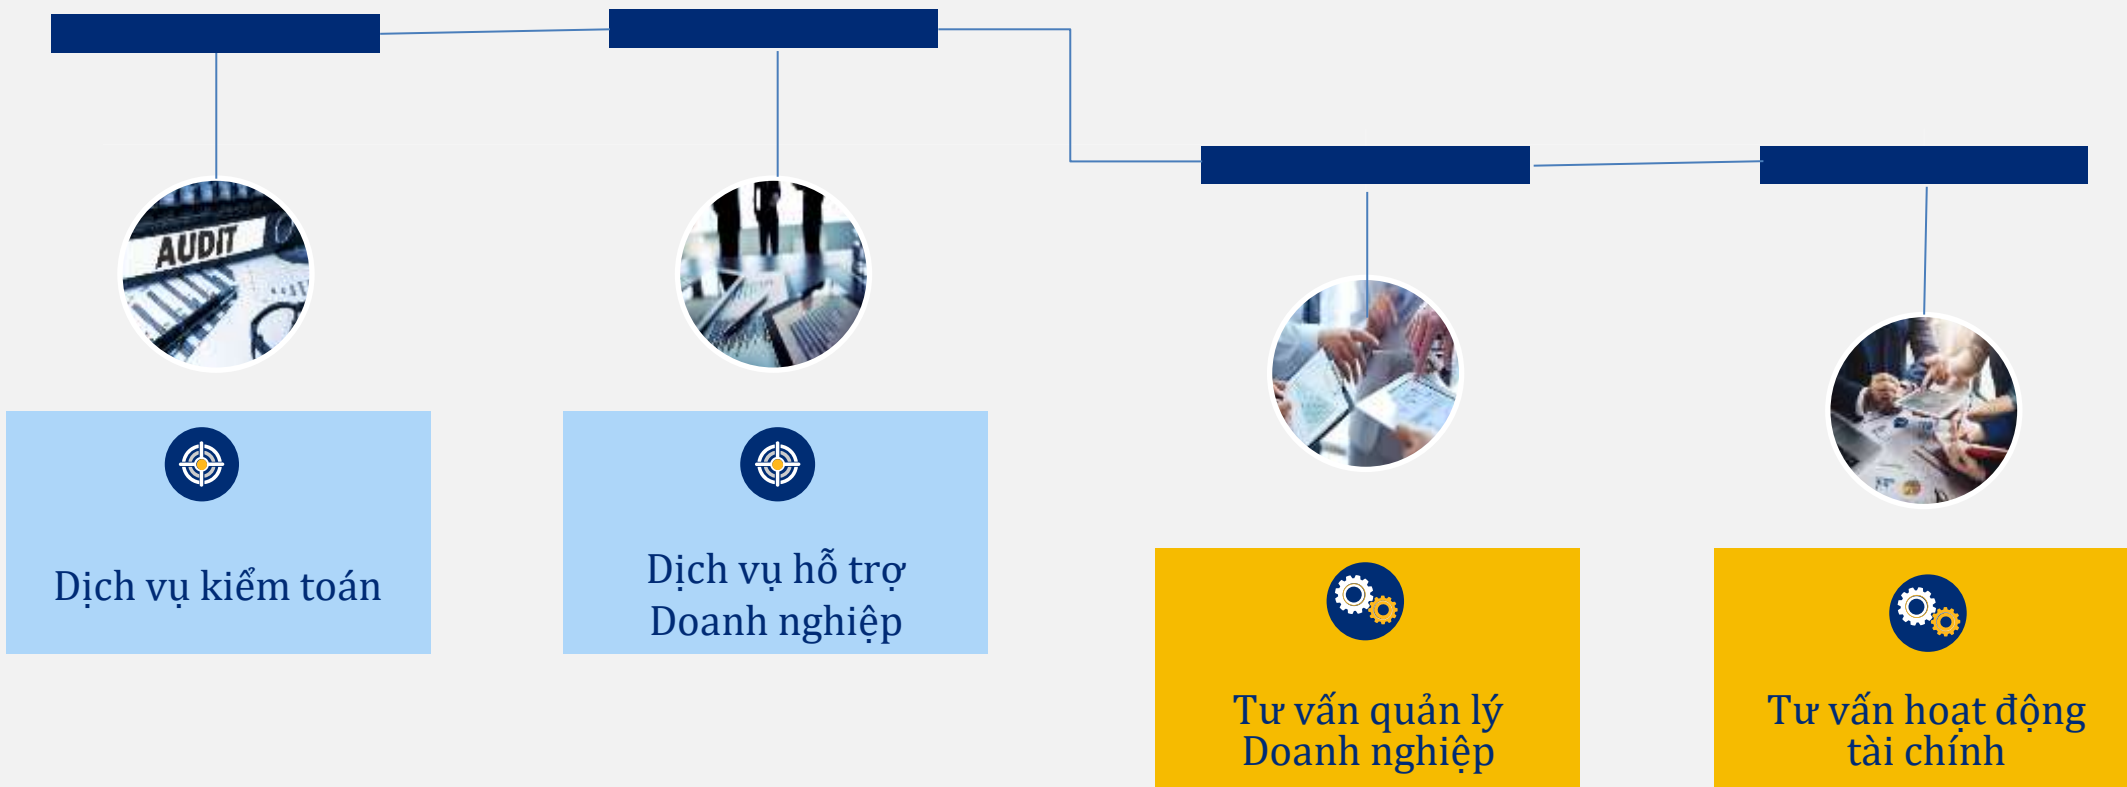 AUDIT
Dịch vụ kiểm toán
Dịch vụ hỗ trợ
Doanh nghiệp
Tư vấn quản lý
Doanh nghiệp
Tư vấn hoạt động
tài chính